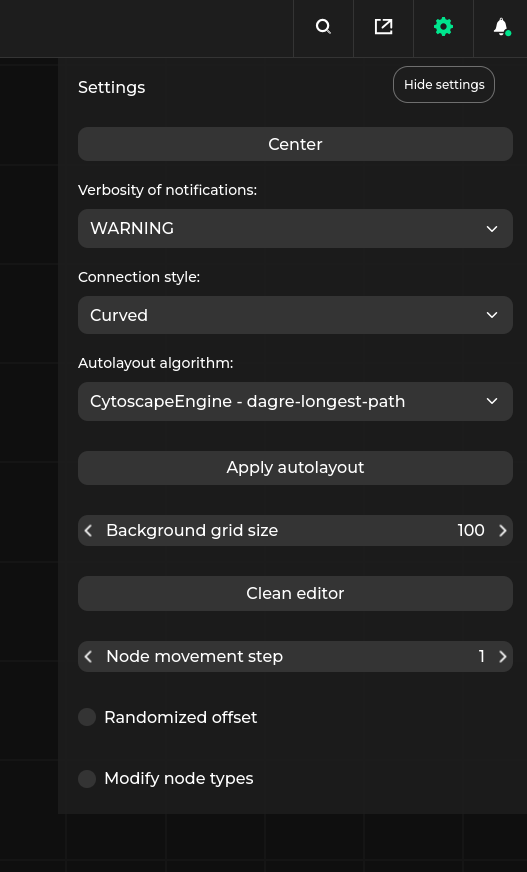 Settings
Hide settings
Center
Verbosity of notifications:
WARNING
Connection style:
Curved
Autolayout algorithm:
CytoscapeEngine - dagre-longest-path
Apply autolayout
Background grid size 100
Clean editor
Node movement step 1
Randomized offset
Modify node types